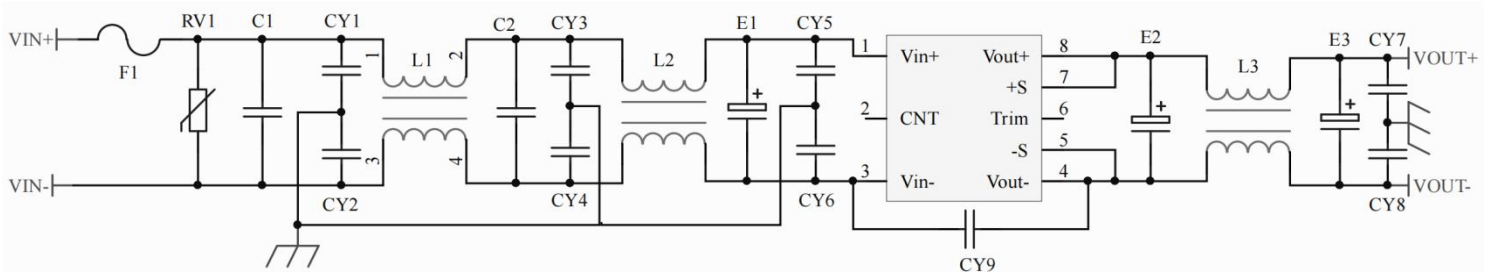 RV1 C1 CY1 C2 CY3 E1 CY5 E2 E3 CY7
VIN+ F1 1 L1 2 L2 1 Vin+ Vout+ 8 L3 VOUT+
+S 7
+ + +
2 CNT Trim 6
3 4 -S 5
VIN- 3 Vin- Vout- 4 VOUT-
CY2 CY4 CY6 CY8
CY9